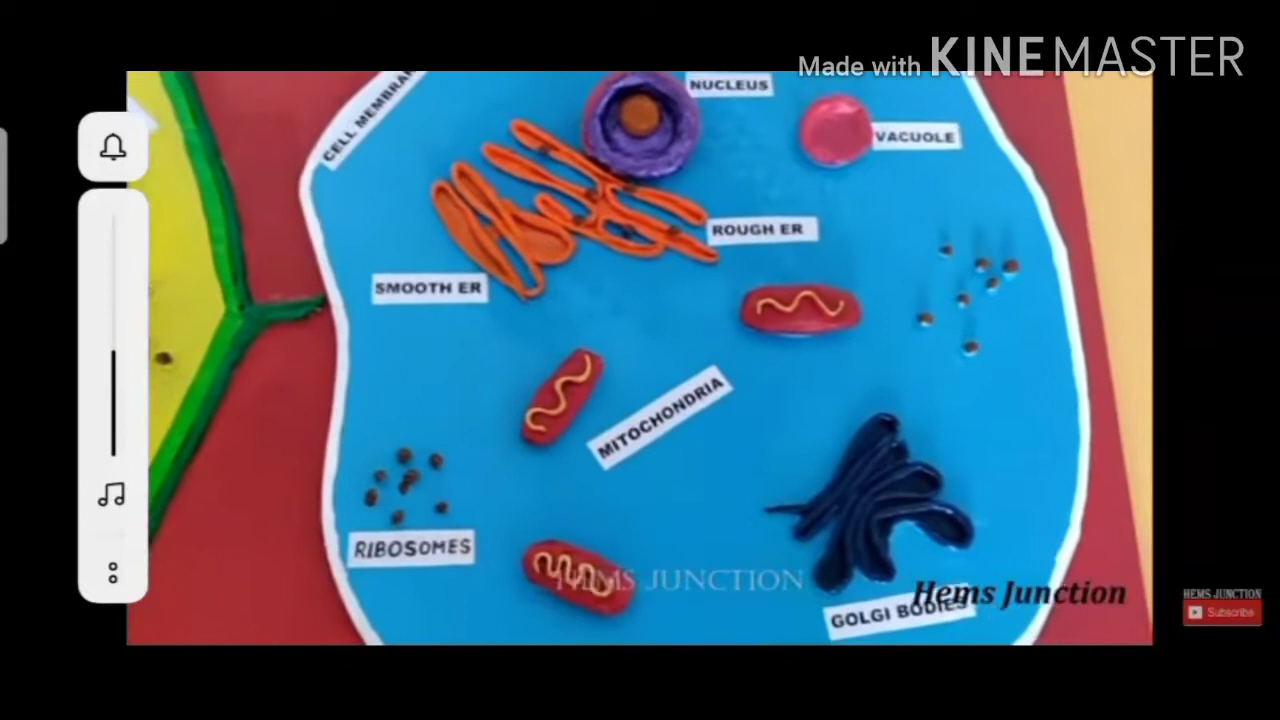 Made with KINEMASTER
CELL MEMBRAN
NUCLEUS
VACUOLE
ROUGH ER
SMOOTH ER
MITOCHONDRIA
RIBOSOMES
HEMS JUNCTION
Hems Junction
GOLGI BODIES
HEMS JUNCTION
Subscribe